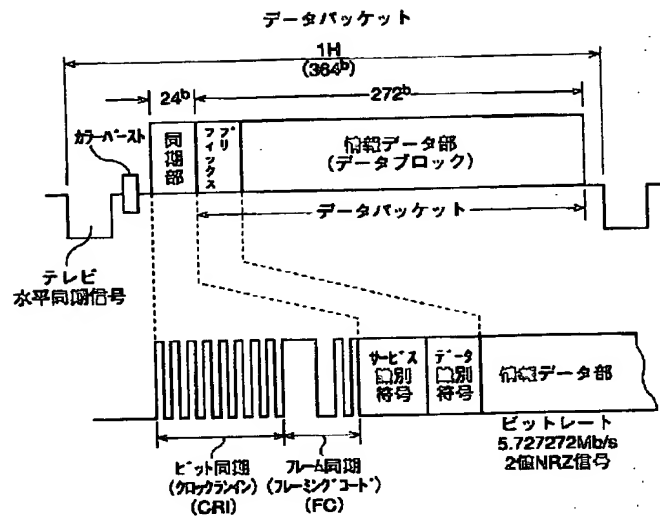 データパケット
1H
(364b)
24b
272b
カラーバースト
同期部
プリフィックス
情報データ部
(データブロック)
データパケット
テレビ
水平同期信号
サービス
識別
符号
データ
識別
符号
情報データ部
ビット同期
(クロックランイン)
(CRI)
フレーム同期
(フレーミングコード)
(FC)
ビットレート
5.727272Mb/s
2値NRZ信号